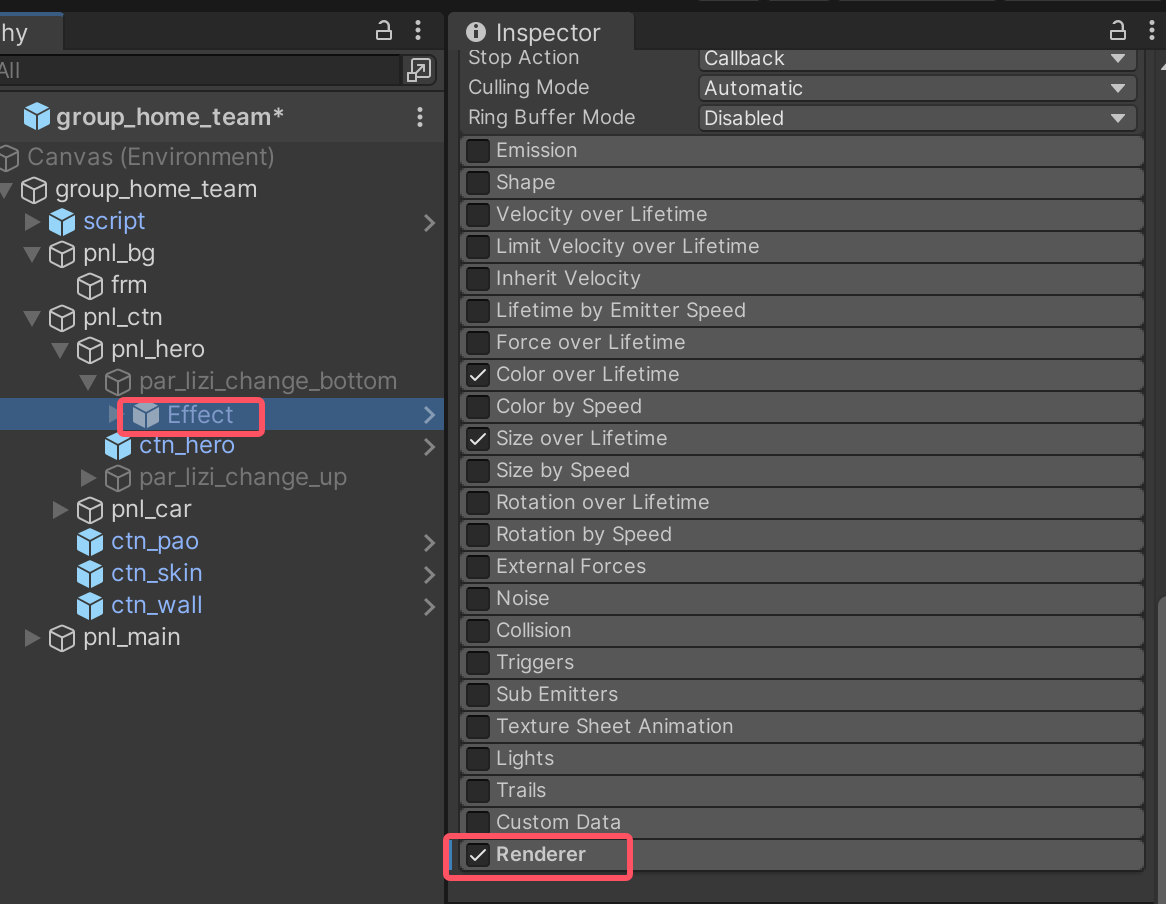 hy
All
group_home_team*
Canvas (Environment)
group_home_team
script
pnl_bg
frm
pnl_ctn
pnl_hero
par_lizi_change_bottom
Effect
ctn_hero
par_lizi_change_up
pnl_car
ctn_pao
ctn_skin
ctn_wall
pnl_main
Inspector
Stop Action Callback
Culling Mode Automatic
Ring Buffer Mode Disabled
Emission
Shape
Velocity over Lifetime
Limit Velocity over Lifetime
Inherit Velocity
Lifetime by Emitter Speed
Force over Lifetime
Color over Lifetime
Color by Speed
Size over Lifetime
Size by Speed
Rotation over Lifetime
Rotation by Speed
External Forces
Noise
Collision
Triggers
Sub Emitters
Texture Sheet Animation
Lights
Trails
Custom Data
Renderer